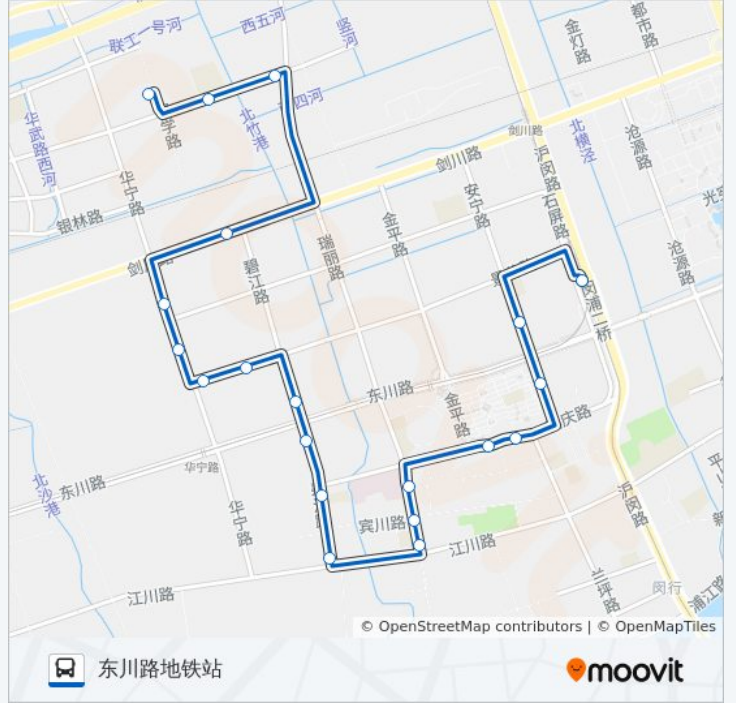 联工一号河
西五河
竖河
金灯路
都市路
四河
北竹港
学路
华武路西河
华宁路
银林路
剑川路
剑川路
沪闵路
石屏路
北横泾
沧源路
沧源路
安宁路
金平路
瑞丽路
碧江路
剑
闵浦二桥
东川路
金平路
庆路
华宁路
东川路
北沙港
华宁路
宾川路
江川路
江川路
沪闵路
兰坪路
闵行
浦江路
© OpenStreetMap contributors | © OpenMapTiles
东川路地铁站
moovit